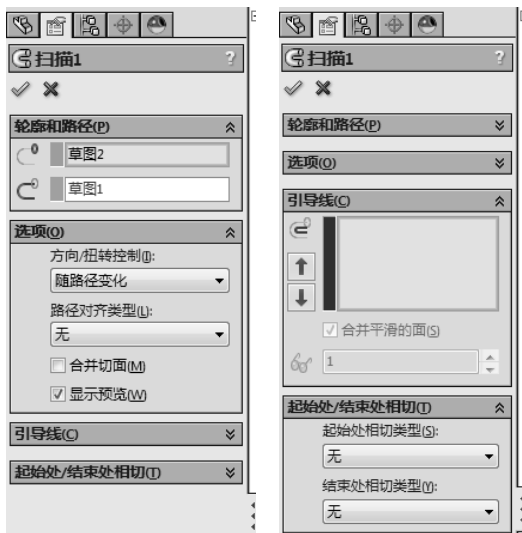 扫描1
?
轮廓和路径(P)
草图2
草图1
选项(O)
方向/扭转控制(I):
随路径变化
路径对齐类型(L):
无
合并切面(M)
显示预览(W)
引导线(C)
起始处/结束处相切(T)
扫描1
?
轮廓和路径(P)
选项(O)
引导线(C)
合并平滑的面(S)
1
起始处/结束处相切(T)
起始处相切类型(S):
无
结束处相切类型(Y):
无